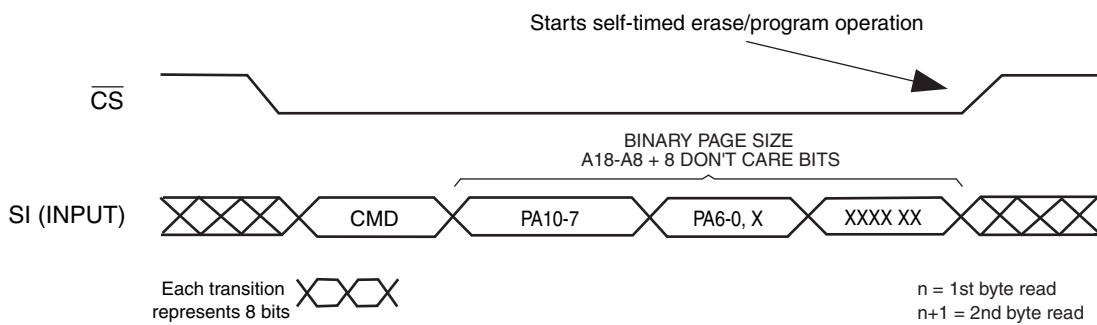 Starts self-timed erase/program operation
CS
BINARY PAGE SIZE
A18-A8 + 8 DON'T CARE BITS
SI (INPUT)
CMD
PA10-7
PA6-0, X
XXXX XX
Each transition
represents 8 bits
n = 1st byte read
n+1 = 2nd byte read